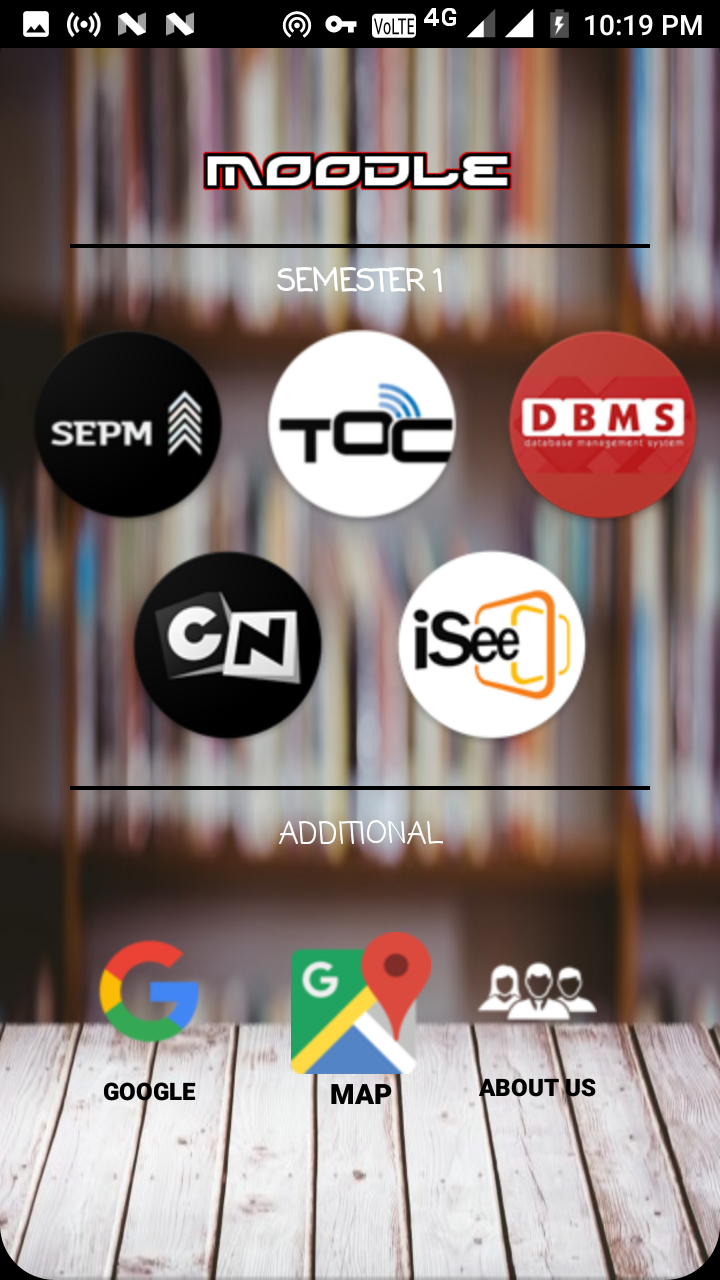 VoLTE 4G 10:19 PM
MOODLE
SEMESTER 1
SEPM
TOC
DBMS
database management system
CN
iSee
ADDITIONAL
G
GOOGLE
MAP
ABOUT US